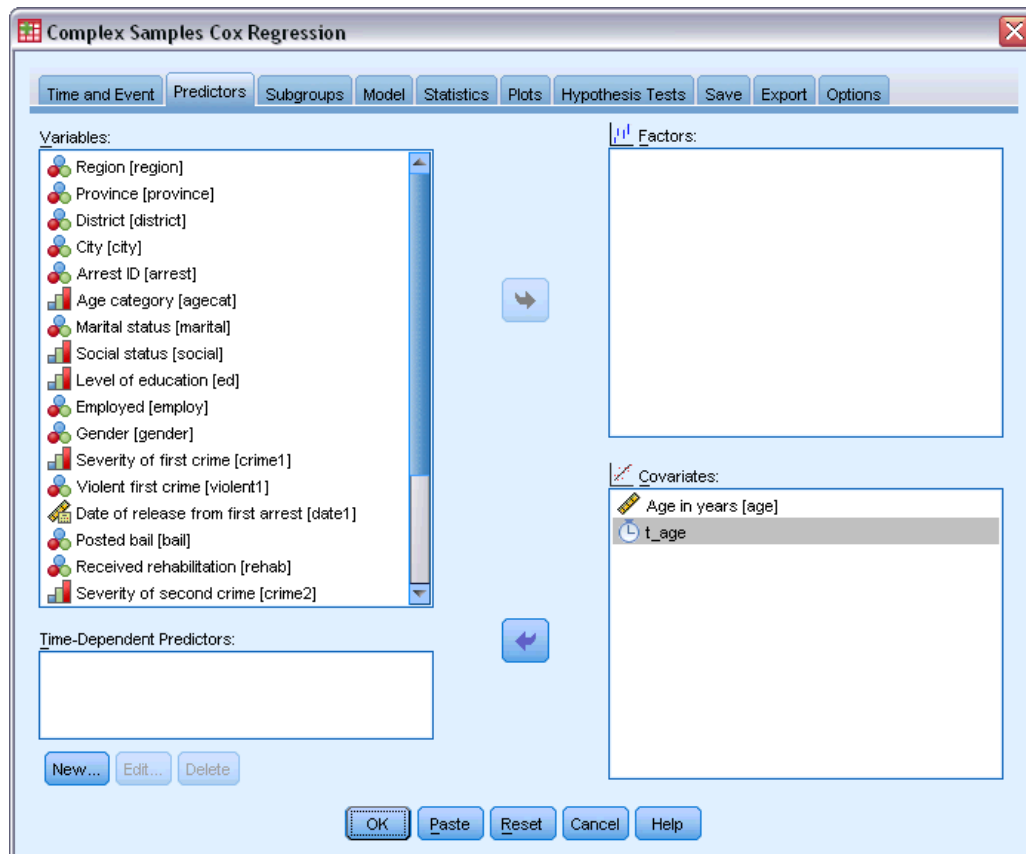 Complex Samples Cox Regression
Time and Event Predictors Subgroups Model Statistics Plots Hypothesis Tests Save Export Options
Variables:
Region [region]
Province [province]
District [district]
City [city]
Arrest ID [arrest]
Age category [agecat]
Marital status [marital]
Social status [social]
Level of education [ed]
Employed [employ]
Gender [gender]
Severity of first crime [crime1]
Violent first crime [violent1]
Date of release from first arrest [date1]
Posted bail [bail]
Received rehabilitation [rehab]
Severity of second crime [crime2]
Time-Dependent Predictors:
New... Edit... Delete
Factors:
Covariates:
Age in years [age]
t_age
OK Paste Reset Cancel Help